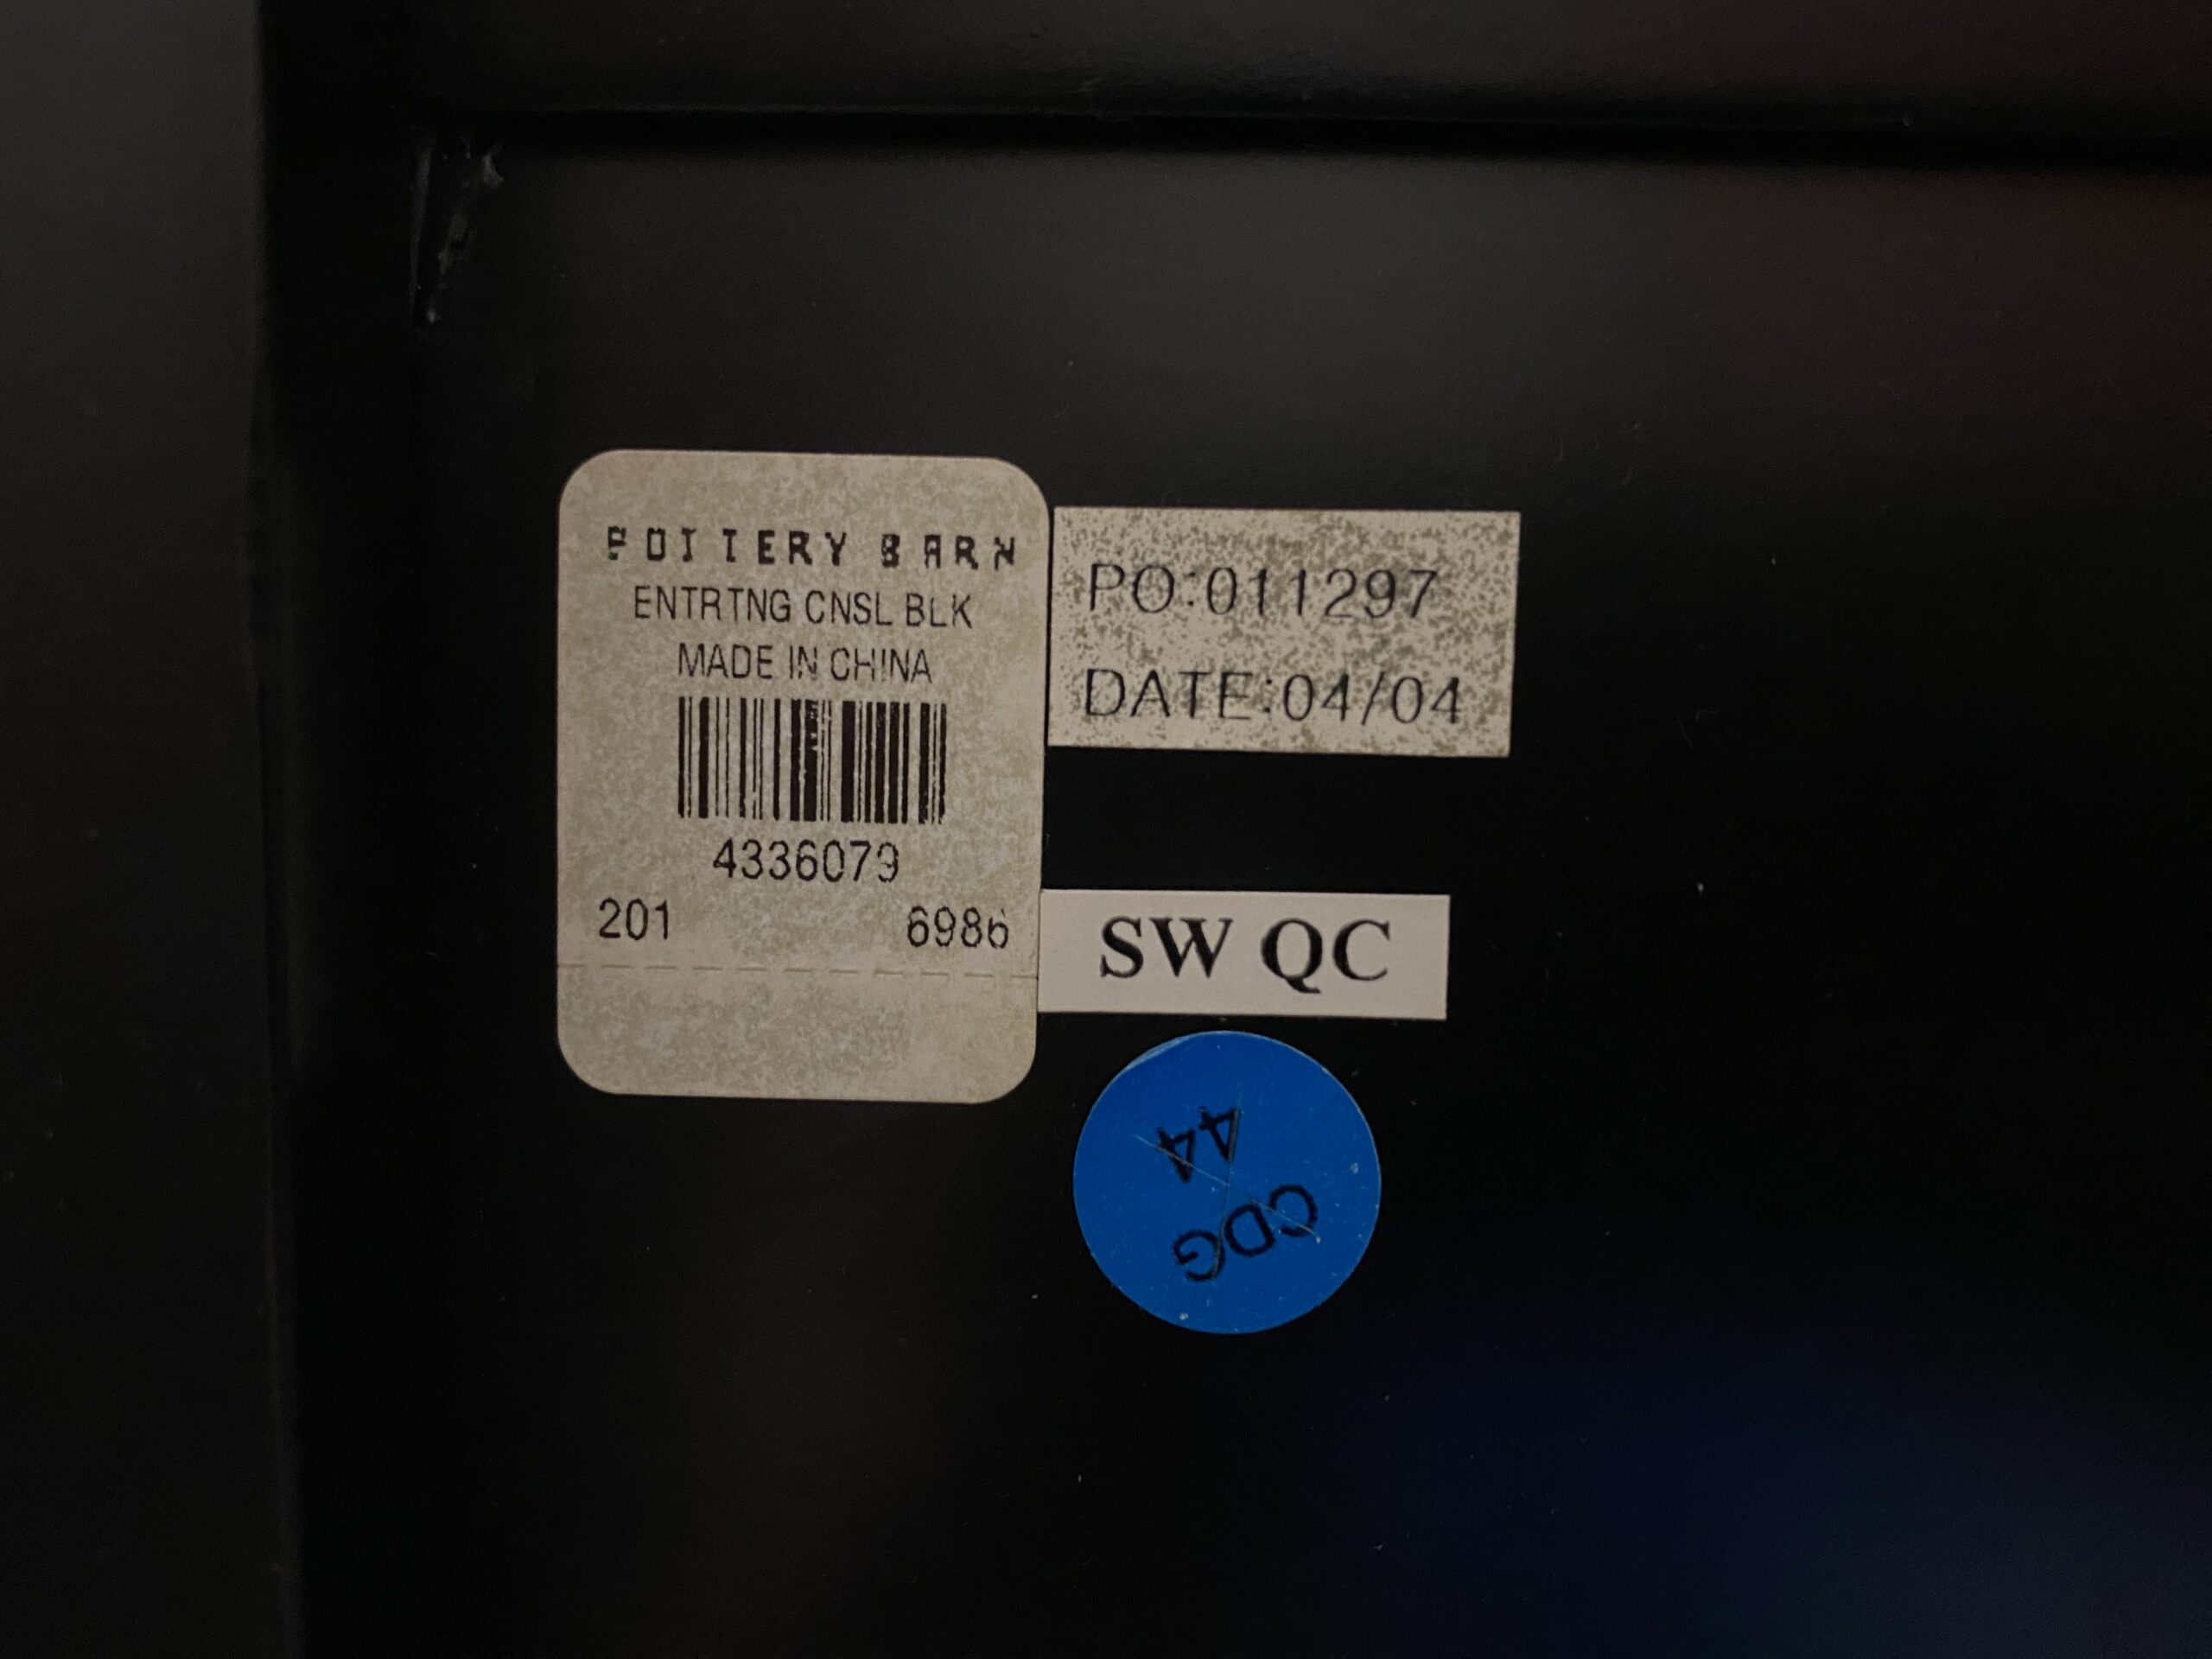 POTTERY BARN
ENTRTNG CNSL BLK
MADE IN CHINA
4336079
201 6986
PO:011297
DATE:04/04
SW QC
CDG
44